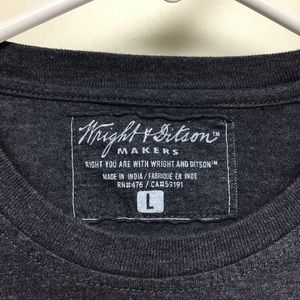 Wright & Ditson™
MAKERS
RIGHT YOU ARE WITH WRIGHT AND DITSON™
MADE IN INDIA / FABRIQUÉ EN INDE
RN#476 / CA#59191
L